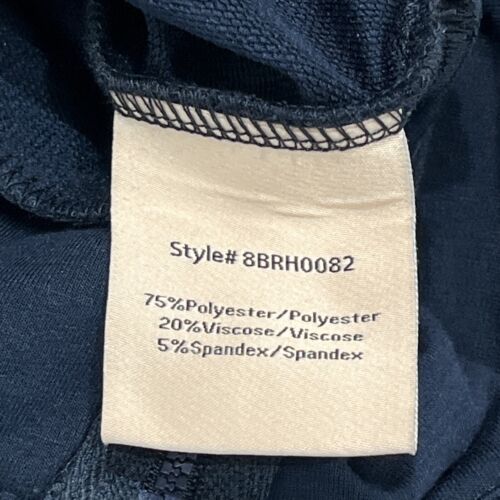 Style# 8BRH0082
75%Polyester/Polyester
20%Viscose/Viscose
5%Spandex/Spandex